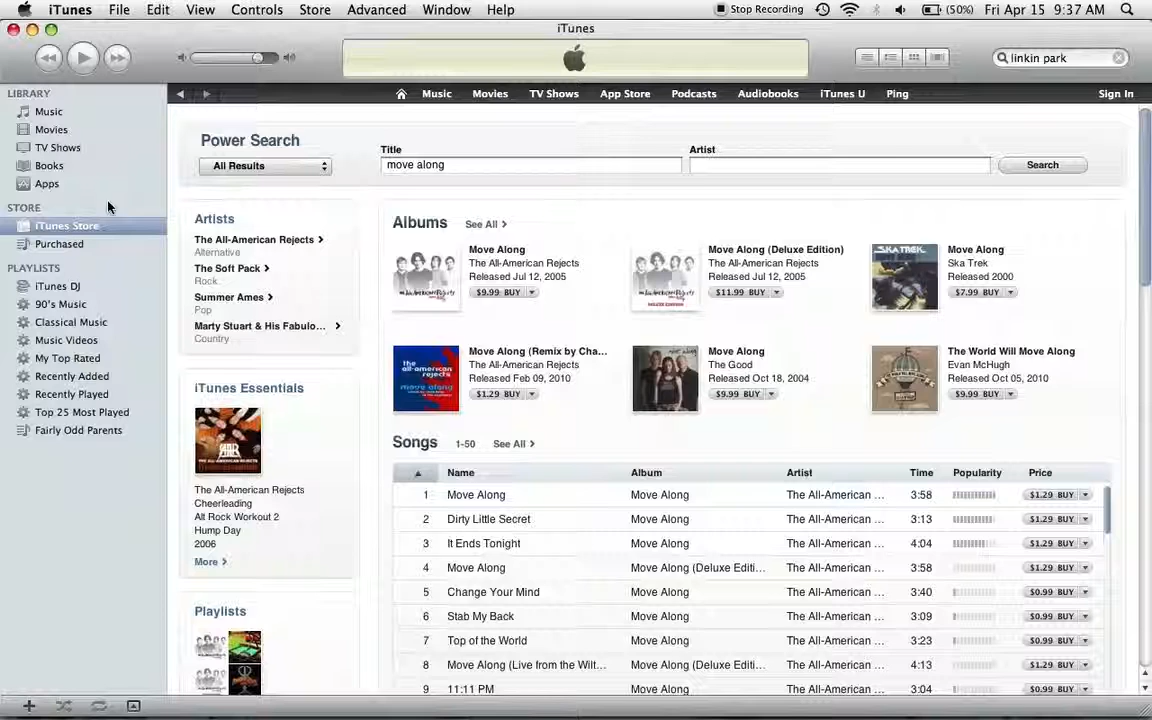 iTunes File Edit View Controls Store Advanced Window Help Stop Recording (50%) Fri Apr 15 9:37 AM
iTunes
linkin park
LIBRARY
Music
Movies
TV Shows
Books
Apps
STORE
iTunes Store
Purchased
PLAYLISTS
iTunes DJ
90's Music
Classical Music
Music Videos
My Top Rated
Recently Added
Recently Played
Top 25 Most Played
Fairly Odd Parents
Music Movies TV Shows App Store Podcasts Audiobooks iTunes U Ping Sign In
Power Search
All Results
Title
move along
Artist
Search
Artists
The All-American Rejects
Alternative
The Soft Pack
Rock
Summer Ames
Pop
Marty Stuart & His Fabulo...
Country
iTunes Essentials
The All-American Rejects
Cheerleading
Alt Rock Workout 2
Hump Day
2006
More
Playlists
Albums See All
Move Along
The All-American Rejects
Released Jul 12, 2005
$9.99 BUY
Move Along (Deluxe Edition)
The All-American Rejects
Released Jul 12, 2005
$11.99 BUY
SKA TREK
Move Along
Ska Trek
Released 2000
$7.99 BUY
the all-american rejects
move along
Move Along (Remix by Cha...
The All-American Rejects
Released Feb 09, 2010
$1.29 BUY
Move Along
The Good
Released Oct 18, 2004
$9.99 BUY
The World Will Move Along
Evan McHugh
Released Oct 05, 2010
$9.99 BUY
Songs 1-50 See All
Name Album Artist Time Popularity Price
1 Move Along Move Along The All-American ... 3:58 $1.29 BUY
2 Dirty Little Secret Move Along The All-American ... 3:13 $1.29 BUY
3 It Ends Tonight Move Along The All-American ... 4:04 $1.29 BUY
4 Move Along Move Along (Deluxe Editi... The All-American ... 3:58 $1.29 BUY
5 Change Your Mind Move Along The All-American ... 3:40 $0.99 BUY
6 Stab My Back Move Along The All-American ... 3:09 $0.99 BUY
7 Top of the World Move Along The All-American ... 3:23 $0.99 BUY
8 Move Along (Live from the Wilt... Move Along (Deluxe Editi... The All-American ... 4:13 $1.29 BUY
9 11:11 PM Move Along The All-American ... 3:04 $0.99 BUY